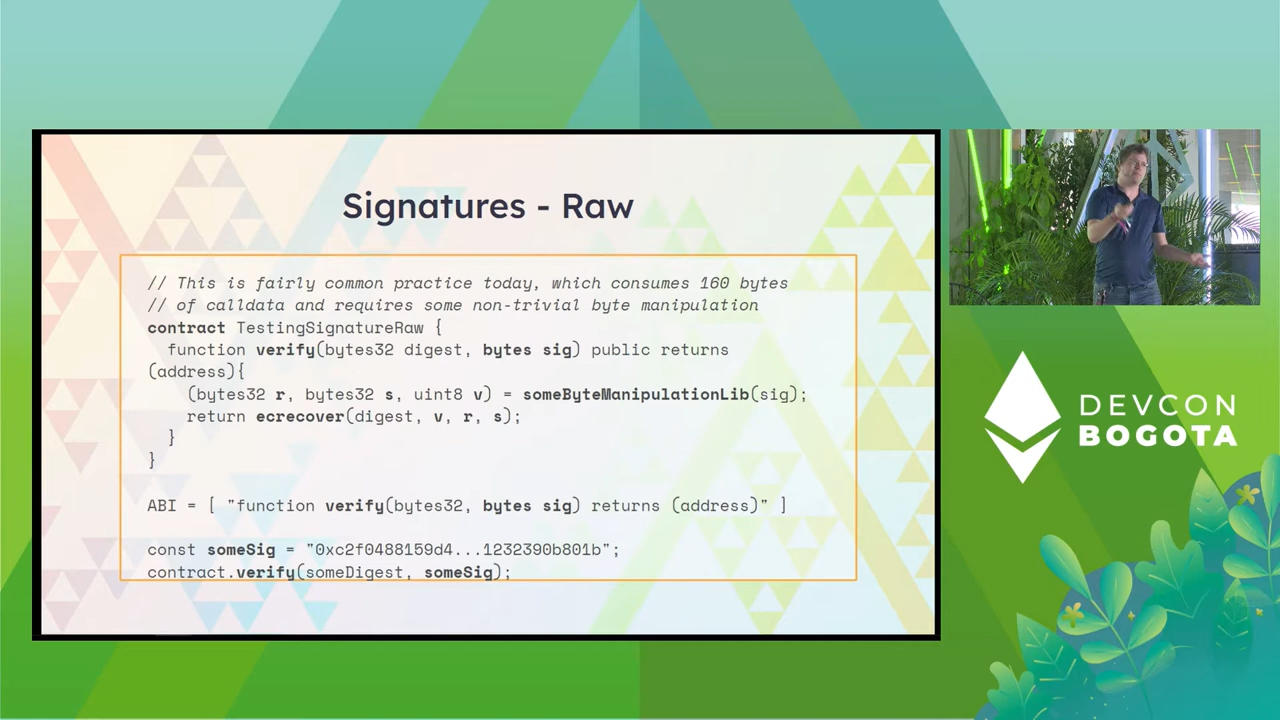 Signatures - Raw
// This is fairly common practice today, which consumes 160 bytes
// of calldata and requires some non-trivial byte manipulation
contract TestingSignatureRaw {
function verify(bytes32 digest, bytes sig) public returns
(address){
(bytes32 r, bytes32 s, uint8 v) = someByteManipulationLib(sig);
return ecrecover(digest, v, r, s);
}
}
ABI = [ "function verify(bytes32, bytes sig) returns (address)" ]
const someSig = "0xc2f0488159d4...1232390b801b";
contract.verify(someDigest, someSig);
DEVCON
BOGOTA